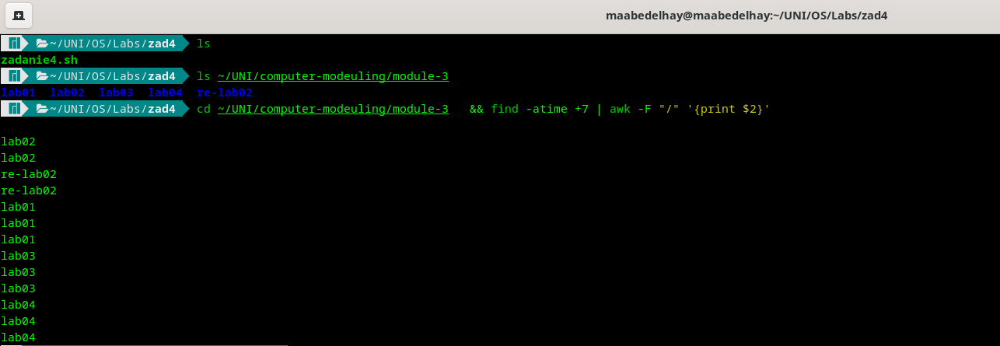 maabedelhay@maabedelhay:~/UNI/OS/Labs/zad4
~/UNI/OS/Labs/zad4 ls
zadanie4.sh
~/UNI/OS/Labs/zad4 ls ~/UNI/computer-modeuling/module-3
lab01 lab02 lab03 lab04 re-lab02
~/UNI/OS/Labs/zad4 cd ~/UNI/computer-modeuling/module-3 && find -atime +7 | awk -F "/" '{print $2}'
lab02
lab02
re-lab02
re-lab02
lab01
lab01
lab01
lab03
lab03
lab03
lab04
lab04
lab04